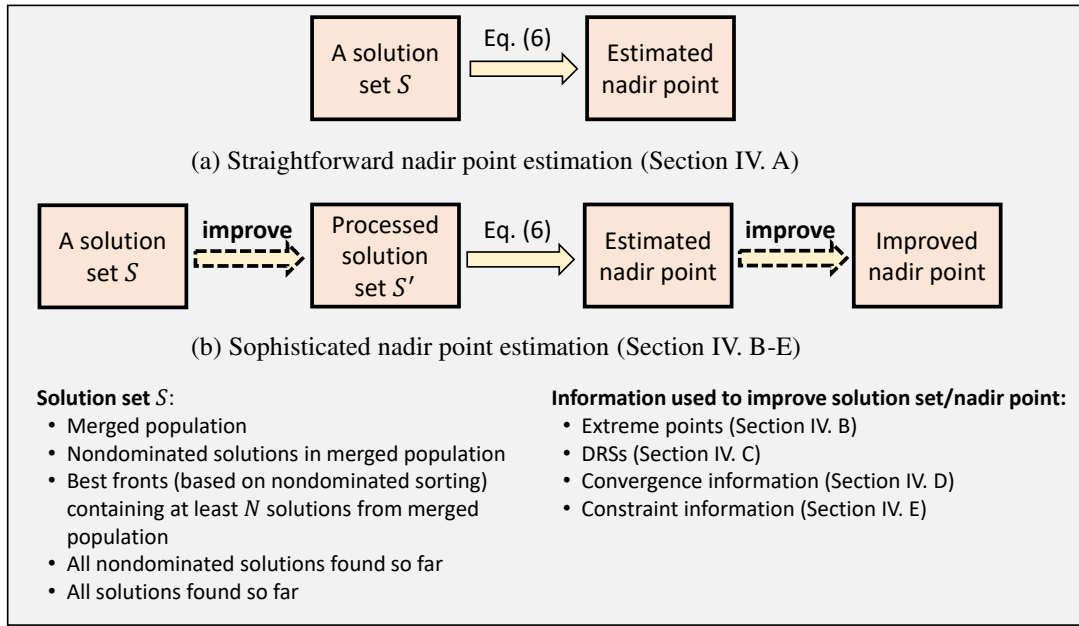 A solution
set S
Eq. (6)
Estimated
nadir point
(a) Straightforward nadir point estimation (Section IV. A)
A solution
set S
improve
Processed
solution
set S′
Eq. (6)
Estimated
nadir point
improve
Improved
nadir point
(b) Sophisticated nadir point estimation (Section IV. B-E)
Solution set S:
• Merged population
• Nondominated solutions in merged population
• Best fronts (based on nondominated sorting)
containing at least N solutions from merged
population
• All nondominated solutions found so far
• All solutions found so far
Information used to improve solution set/nadir point:
• Extreme points (Section IV. B)
• DRSs (Section IV. C)
• Convergence information (Section IV. D)
• Constraint information (Section IV. E)